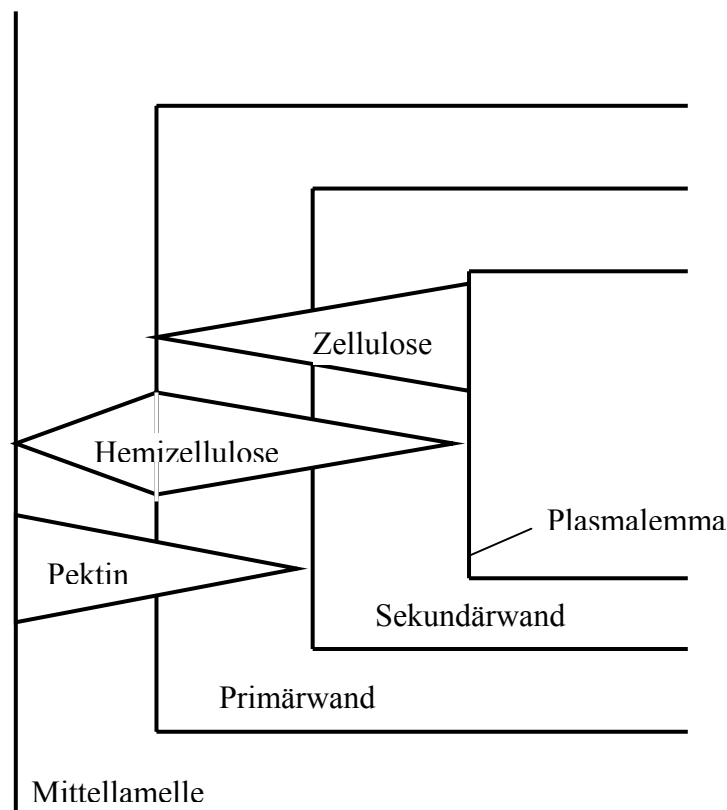 Zellulose
Hemizellulose
Plasmalemma
Pektin
Sekundärwand
Primärwand
Mittellamelle